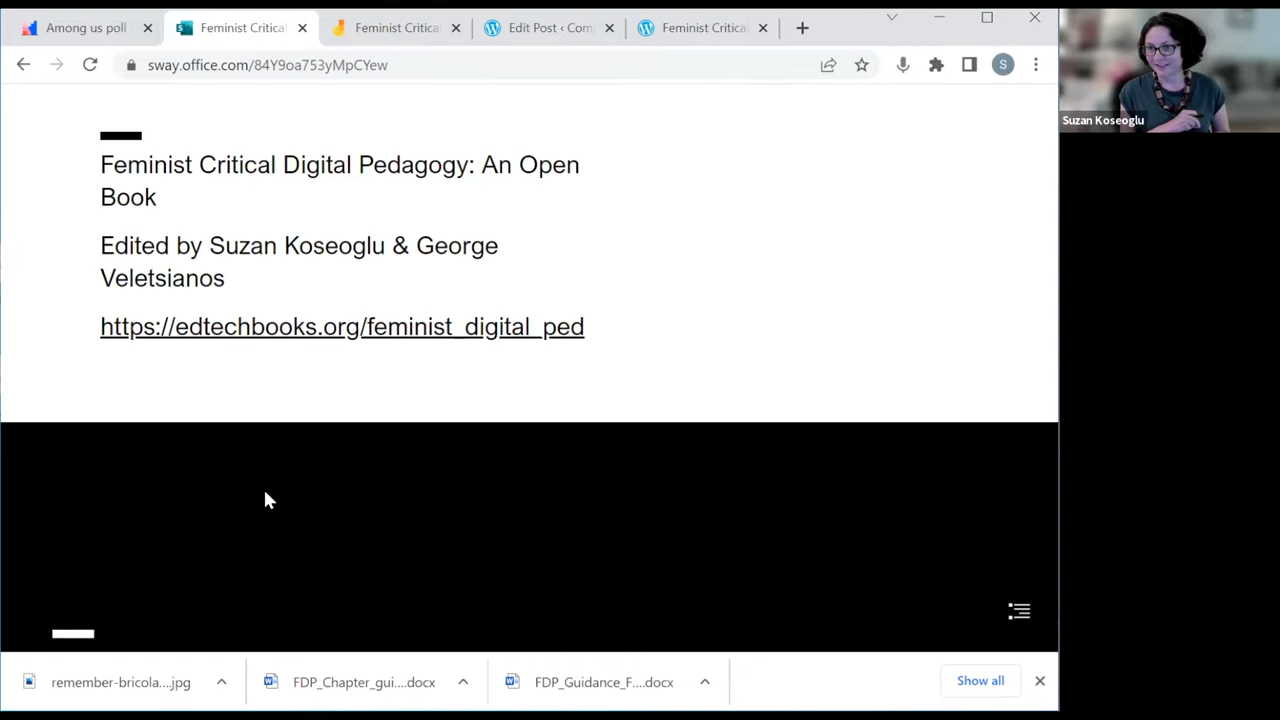 Among us poll
Feminist Critical
Feminist Critica
Edit Post ‹ Com
Feminist Critical
sway.office.com/84Y9oa753yMpCYew
S
Suzan Koseoglu
Feminist Critical Digital Pedagogy: An Open
Book
Edited by Suzan Koseoglu & George
Veletsianos
https://edtechbooks.org/feminist_digital_ped
remember-bricola....jpg
FDP_Chapter_gui....docx
FDP_Guidance_F....docx
Show all